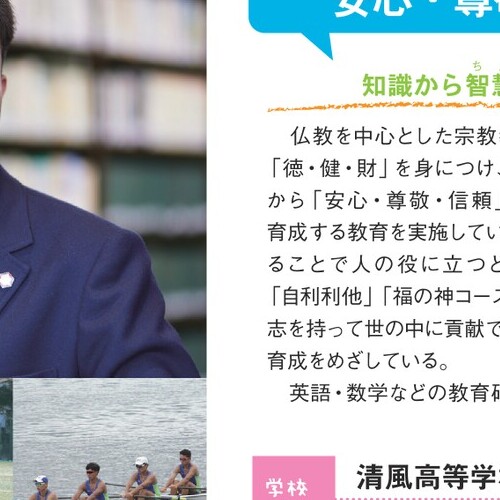 安心・尊
ち
知識から智慧
仏教を中心とした宗教
「徳・健・財」を身につけ、
から「安心・尊敬・信頼」
育成する教育を実施してい
ることで人の役に立つと
「自利利他」「福の神コース
志を持って世の中に貢献で
育成をめざしている。
英語・数学などの教育研
学校
清風高等学